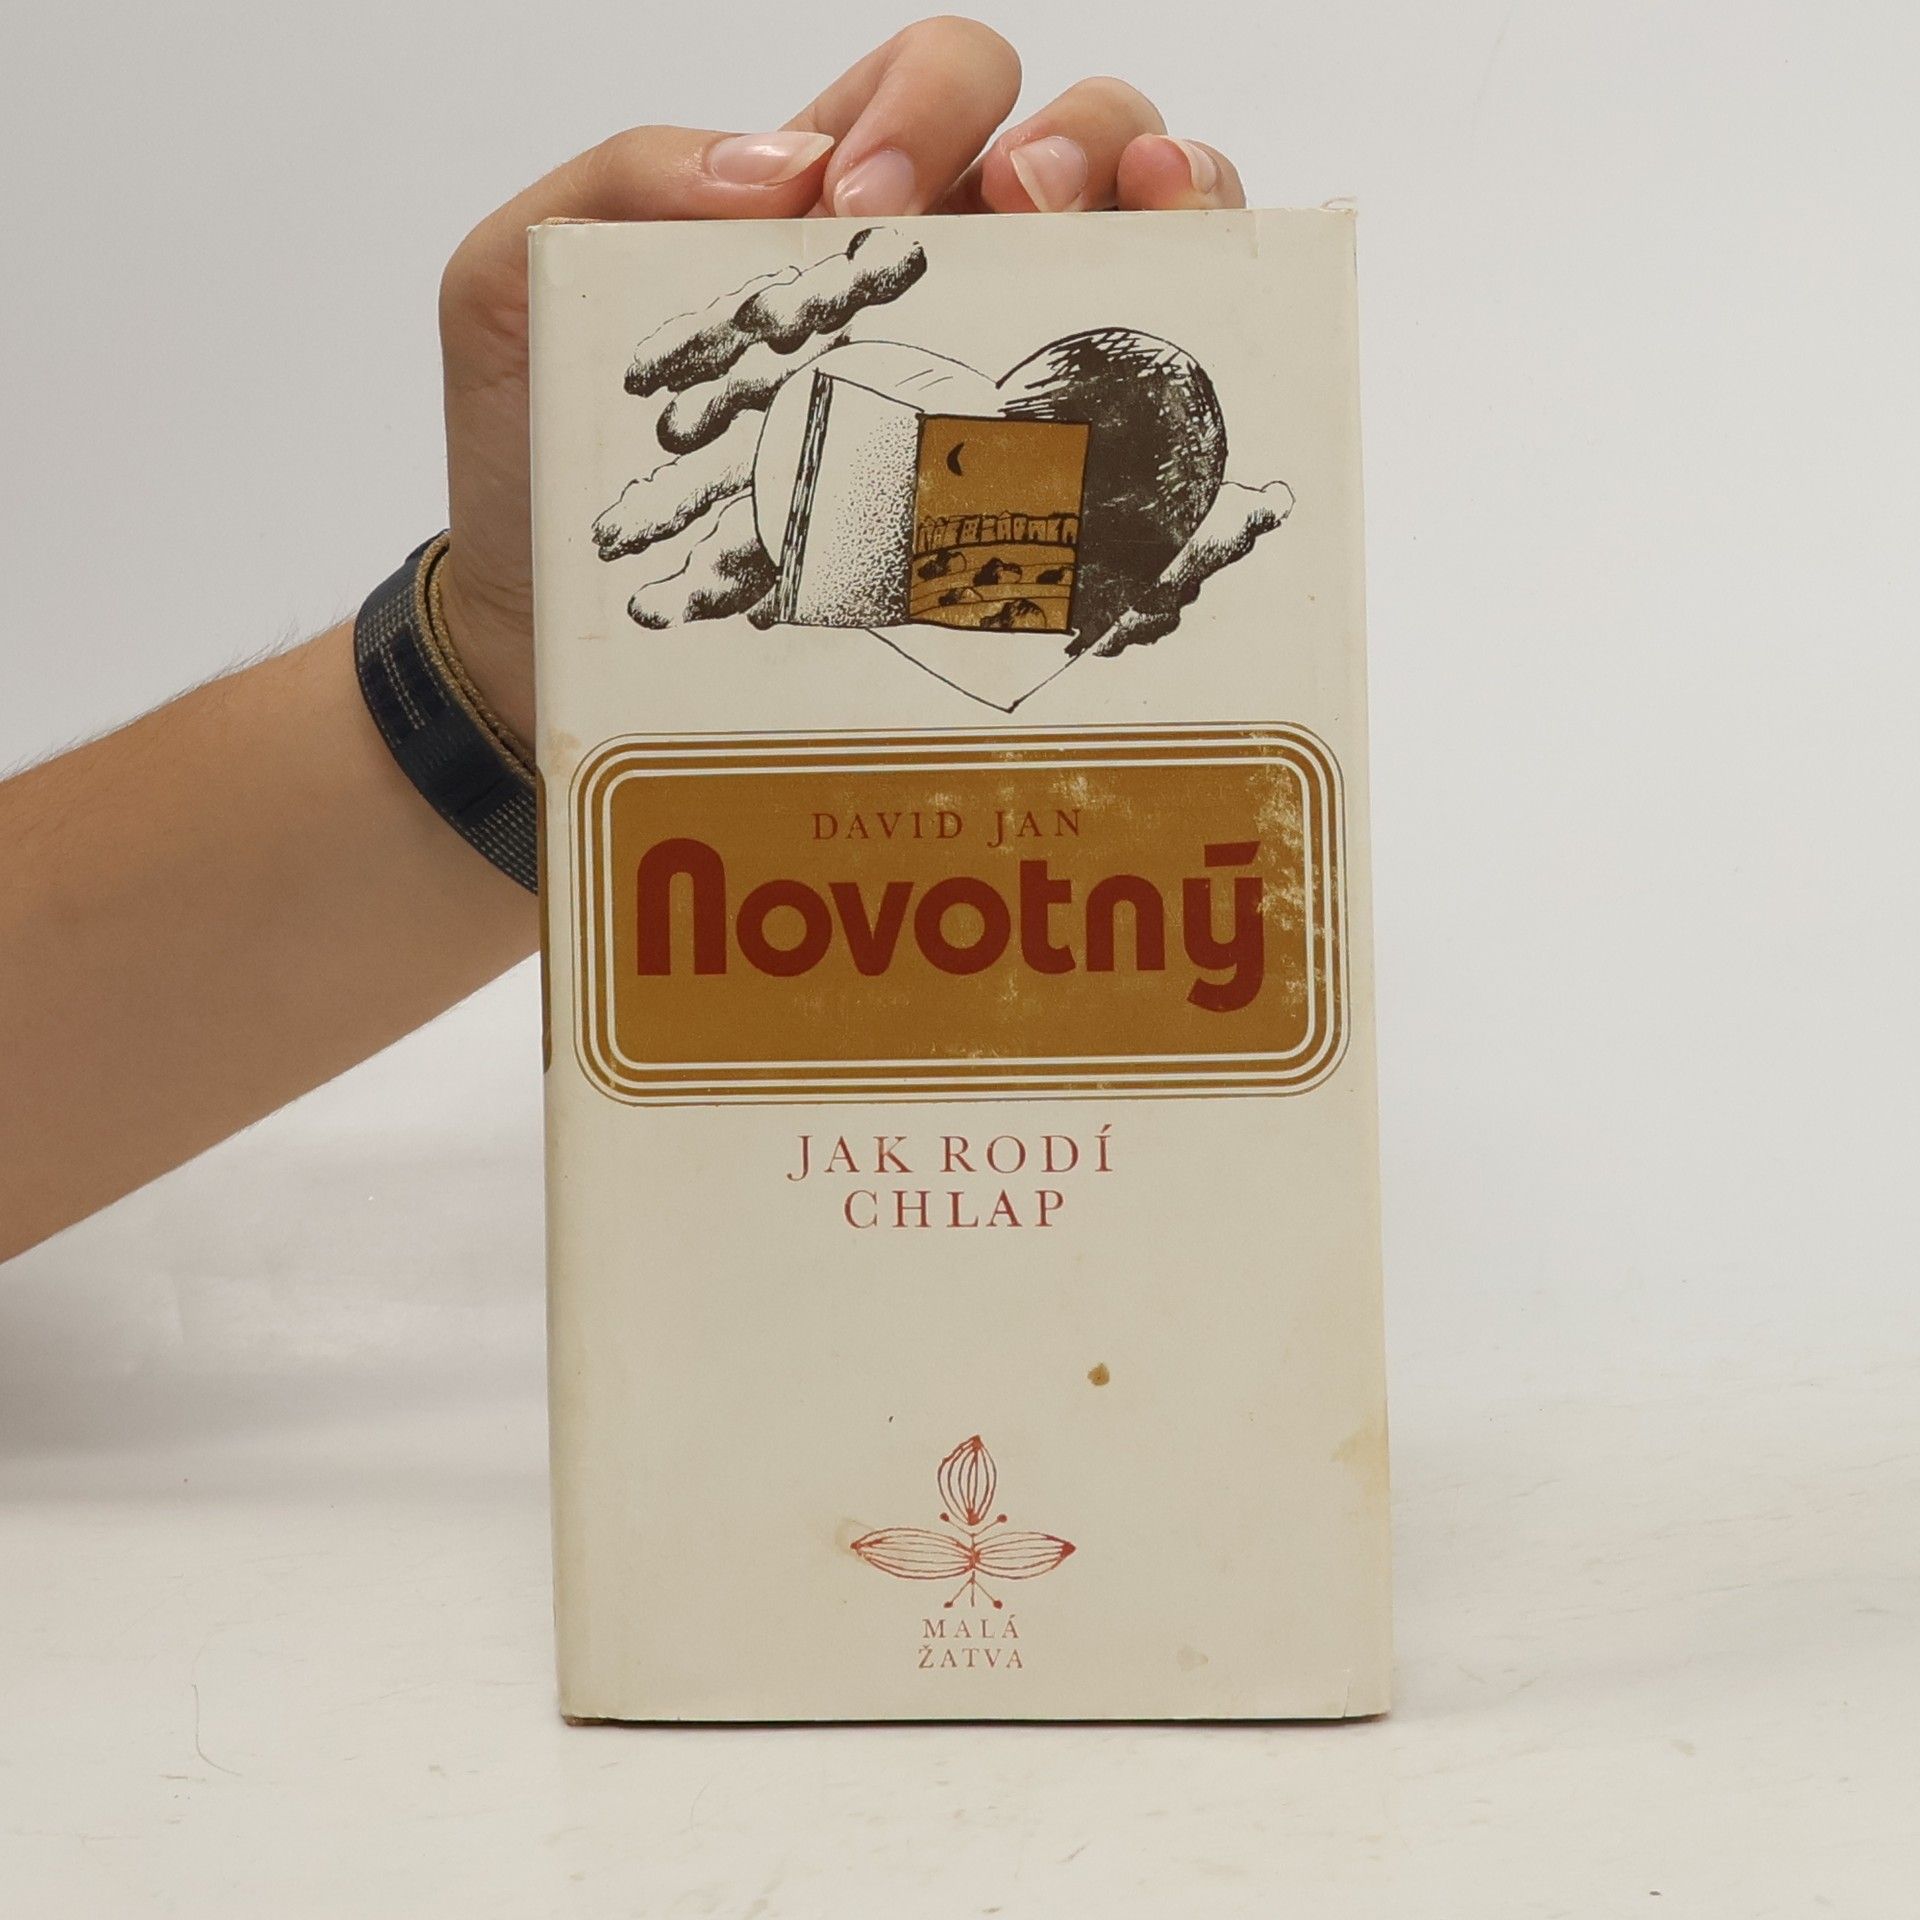 DAVID JAN
Novotný
JAK RODÍ
CHLAP
MALÁ
ŽATVA